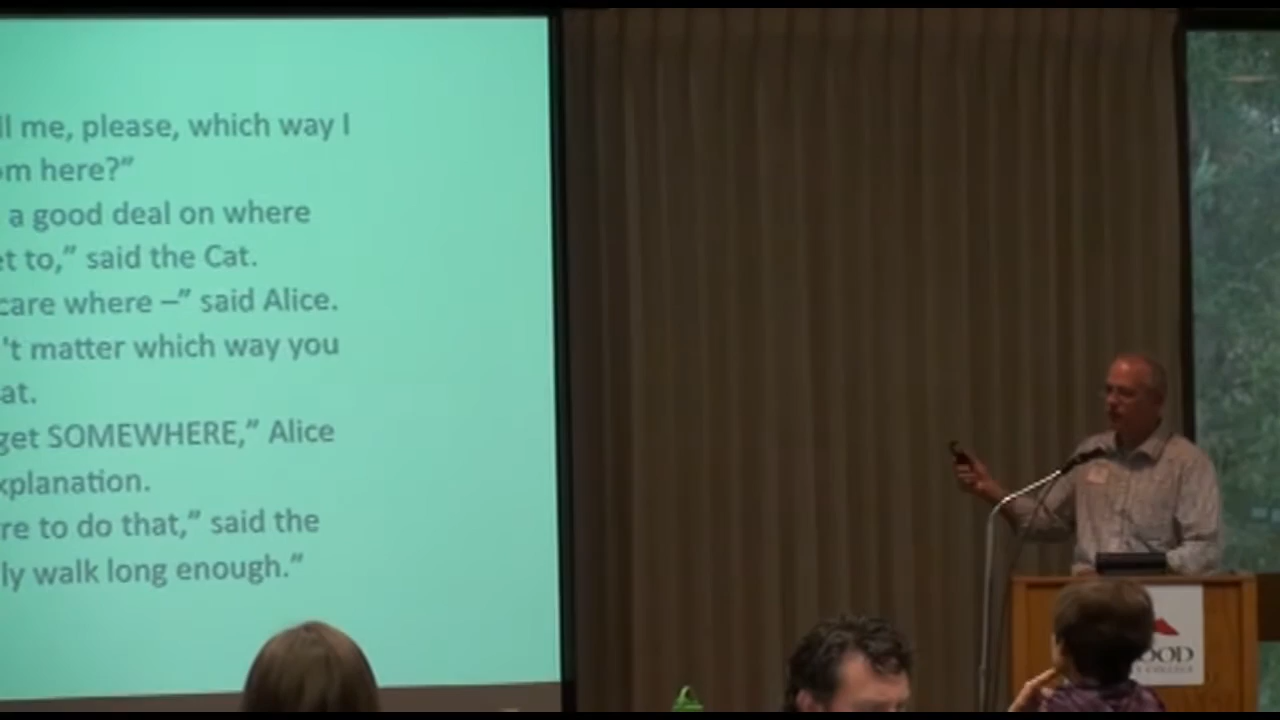 ll me, please, which way I
om here?”
a good deal on where
et to,” said the Cat.
care where –” said Alice.
't matter which way you
at.
get SOMEWHERE,” Alice
xplanation.
re to do that,” said the
ly walk long enough.”
OOD
COLLEGE